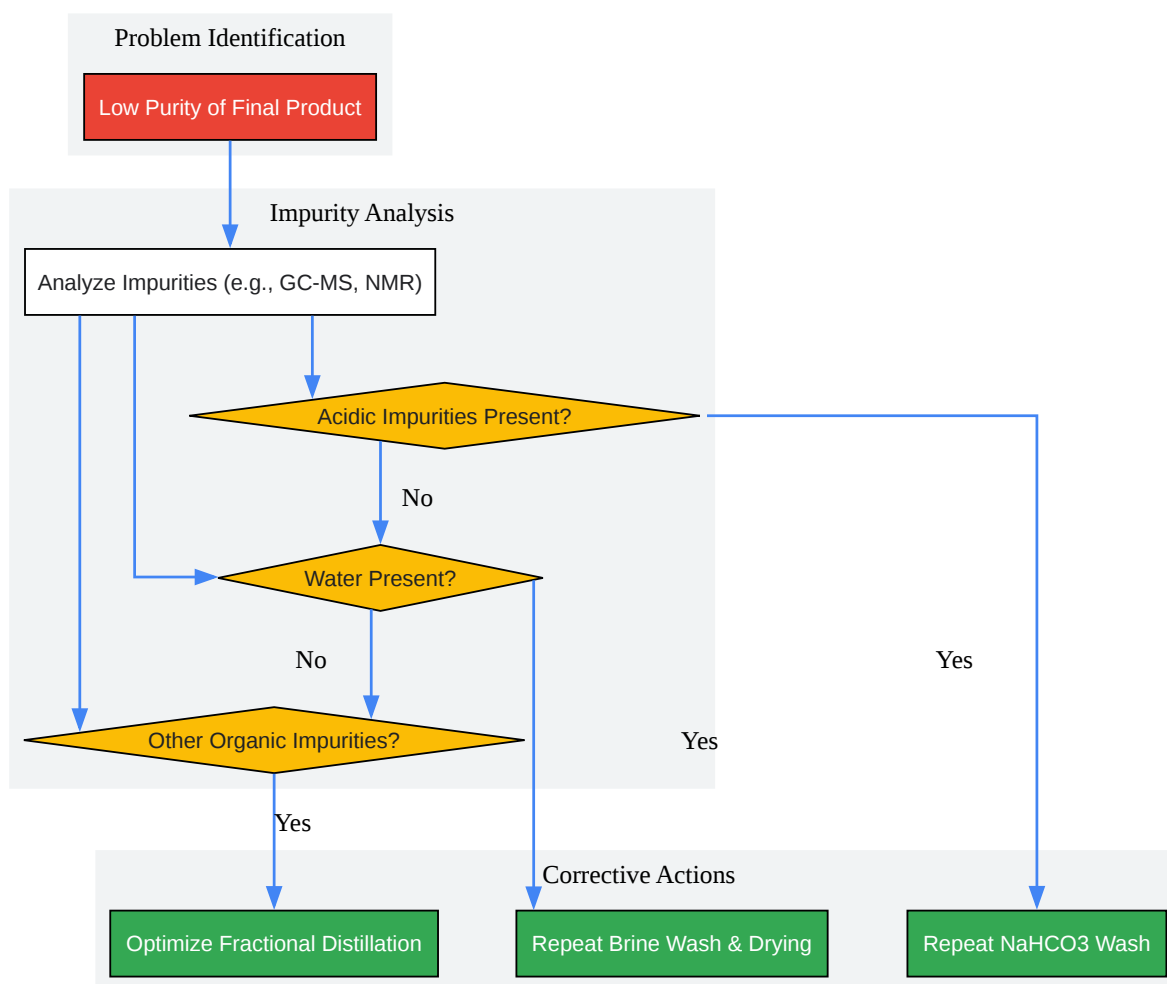 Problem Identification
Low Purity of Final Product
Impurity Analysis
Analyze Impurities (e.g., GC-MS, NMR)
Acidic Impurities Present?
No
Water Present?
No
Yes
Other Organic Impurities?
Yes
Yes
Corrective Actions
Optimize Fractional Distillation
Repeat Brine Wash & Drying
Repeat NaHCO3 Wash